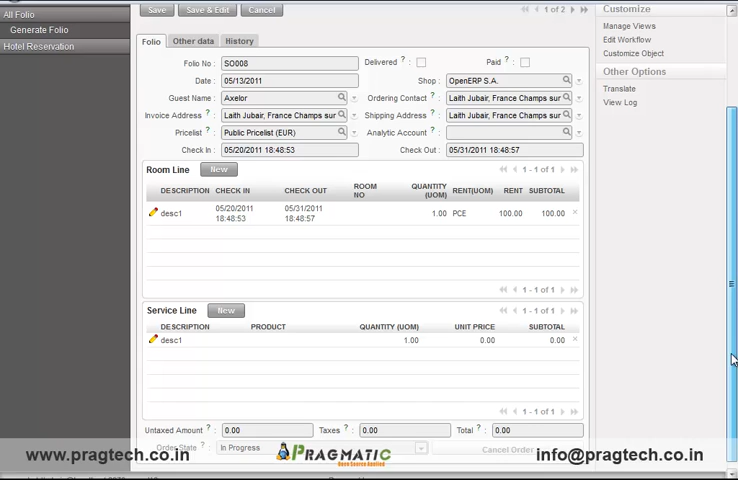 All Folio
Generate Folio
Hotel Reservation
Save Save & Edit Cancel 1 of 2
Folio Other data History
Folio No ? : SO008 Delivered ? : Paid ? :
Date : 05/13/2011 Shop : OpenERP S.A.
Guest Name : Axelor Ordering Contact ? : Laith Jubair, France Champs sur
Invoice Address ? : Laith Jubair, France Champs sur Shipping Address ? : Laith Jubair, France Champs sur
Pricelist ? : Public Pricelist (EUR) Analytic Account ? :
Check In : 05/20/2011 18:48:53 Check Out : 05/31/2011 18:48:57
Room Line New 1 - 1 of 1
DESCRIPTION CHECK IN CHECK OUT ROOM NO QUANTITY (UOM) RENT(UOM) RENT SUBTOTAL
desc1 05/20/2011 18:48:53 05/31/2011 18:48:57 1.00 PCE 100.00 100.00
1 - 1 of 1
Service Line New 1 - 1 of 1
DESCRIPTION PRODUCT QUANTITY (UOM) UNIT PRICE SUBTOTAL
desc1 1.00 0.00 0.00
1 - 1 of 1
Untaxed Amount ? : 0.00 Taxes ? : 0.00 Total ? : 0.00
Order State ? : In Progress Cancel Order
Customize
Manage Views
Edit Workflow
Customize Object
Other Options
Translate
View Log
www.pragtech.co.in PRAGMATIC info@pragtech.co.in
Open Source Applied